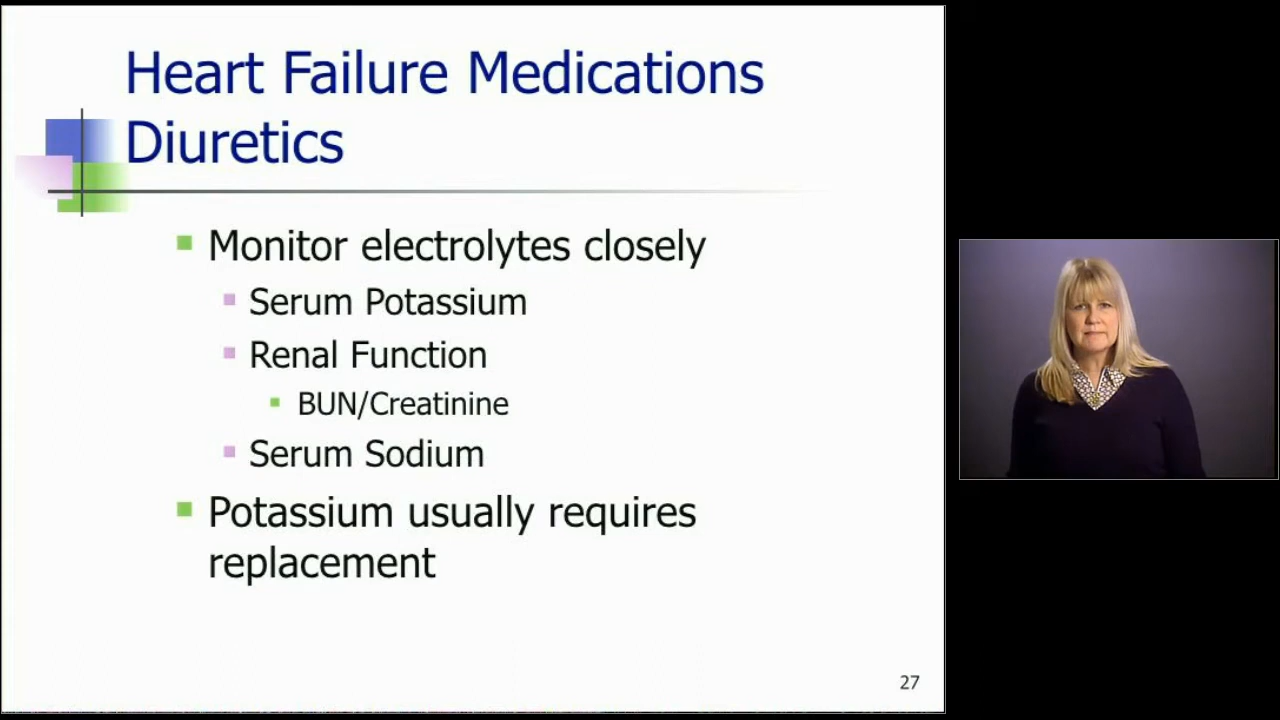 Heart Failure Medications
Diuretics
Monitor electrolytes closely
Serum Potassium
Renal Function
BUN/Creatinine
Serum Sodium
Potassium usually requires
replacement
27